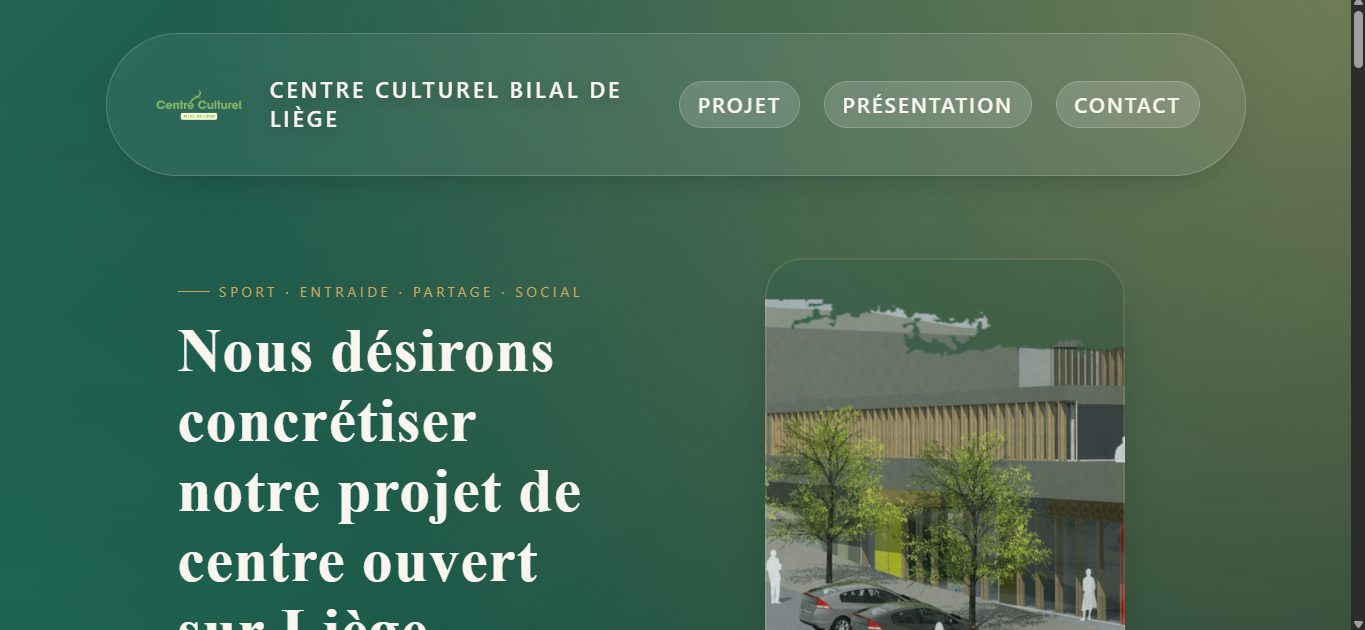 Centre Culturel
BILAL DE LIÈGE
CENTRE CULTUREL BILAL DE
LIÈGE
PROJET
PRÉSENTATION
CONTACT
SPORT · ENTRAIDE · PARTAGE · SOCIAL
Nous désirons
concrétiser
notre projet de
centre ouvert
sur Liège